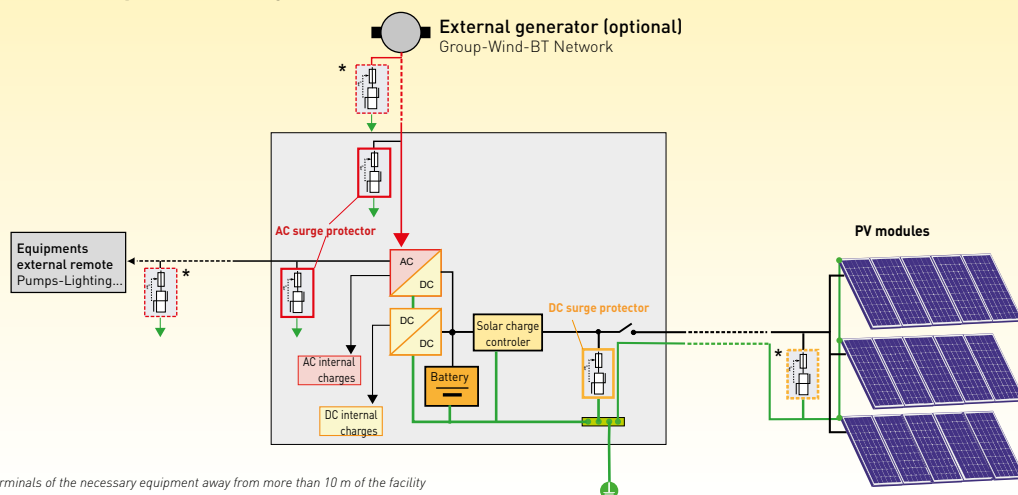 External generator (optional)
Group-Wind-BT Network
*
AC surge protector
Equipments
external remote
Pumps-Lighting...
*
AC
DC
DC
DC
Solar charge
controler
DC surge protector
Battery
AC internal
charges
DC internal
charges
PV modules
*
rminals of the necessary equipment away from more than 10 m of the facility